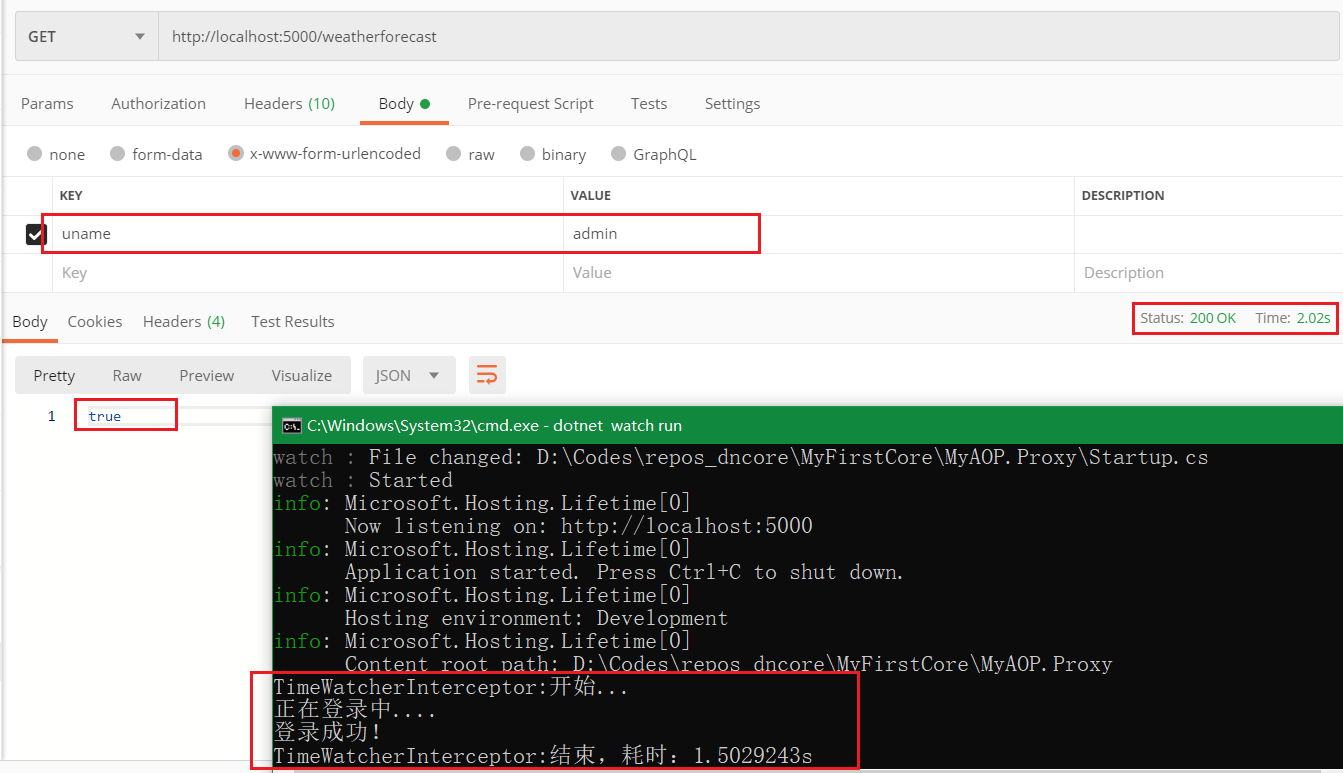 GET http://localhost:5000/weatherforecast
Params Authorization Headers (10) Body Pre-request Script Tests Settings
none form-data x-www-form-urlencoded raw binary GraphQL
KEY VALUE DESCRIPTION
uname admin
Key Value Description
Body Cookies Headers (4) Test Results Status: 200 OK Time: 2.02s
Pretty Raw Preview Visualize JSON
1 true
C:\Windows\System32\cmd.exe - dotnet watch run
watch : File changed: D:\Codes\repos_dncore\MyFirstCore\MyAOP.Proxy\Startup.cs
watch : Started
info: Microsoft.Hosting.Lifetime[0]
Now listening on: http://localhost:5000
info: Microsoft.Hosting.Lifetime[0]
Application started. Press Ctrl+C to shut down.
info: Microsoft.Hosting.Lifetime[0]
Hosting environment: Development
info: Microsoft.Hosting.Lifetime[0]
Content root path: D:\Codes\repos_dncore\MyFirstCore\MyAOP.Proxy
TimeWatcherInterceptor:开始...
正在登录中....
登录成功!
TimeWatcherInterceptor:结束，耗时：1.5029243s